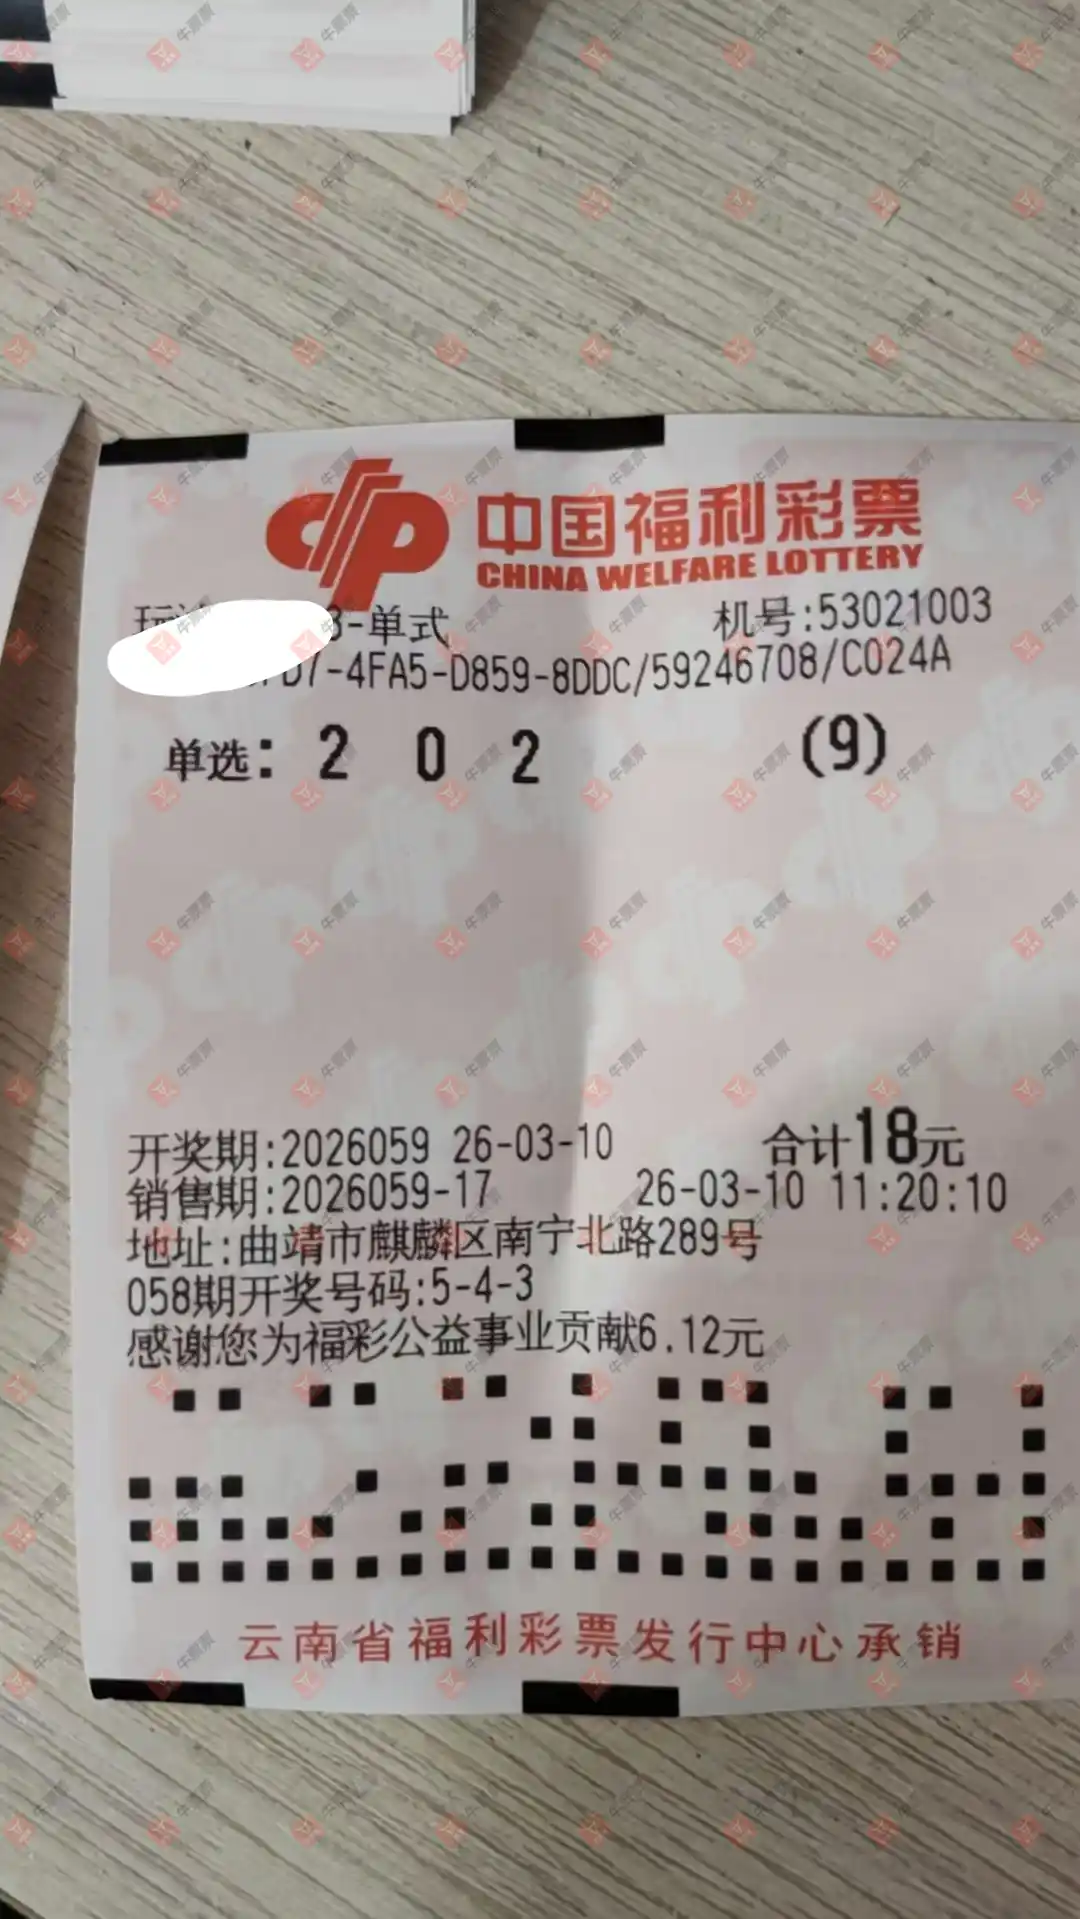 中国福利彩票
CHINA WELFARE LOTTERY
3-单式 机号:53021003
D7-4FA5-D859-8DDC/59246708/C024A
单选: 2 0 2 (9)
开奖期:2026059 26-03-10 合计18元
销售期:2026059-17 26-03-10 11:20:10
地址:曲靖市麒麟区南宁北路289号
058期开奖号码:5-4-3
感谢您为福彩公益事业贡献6.12元
云南省福利彩票发行中心承销